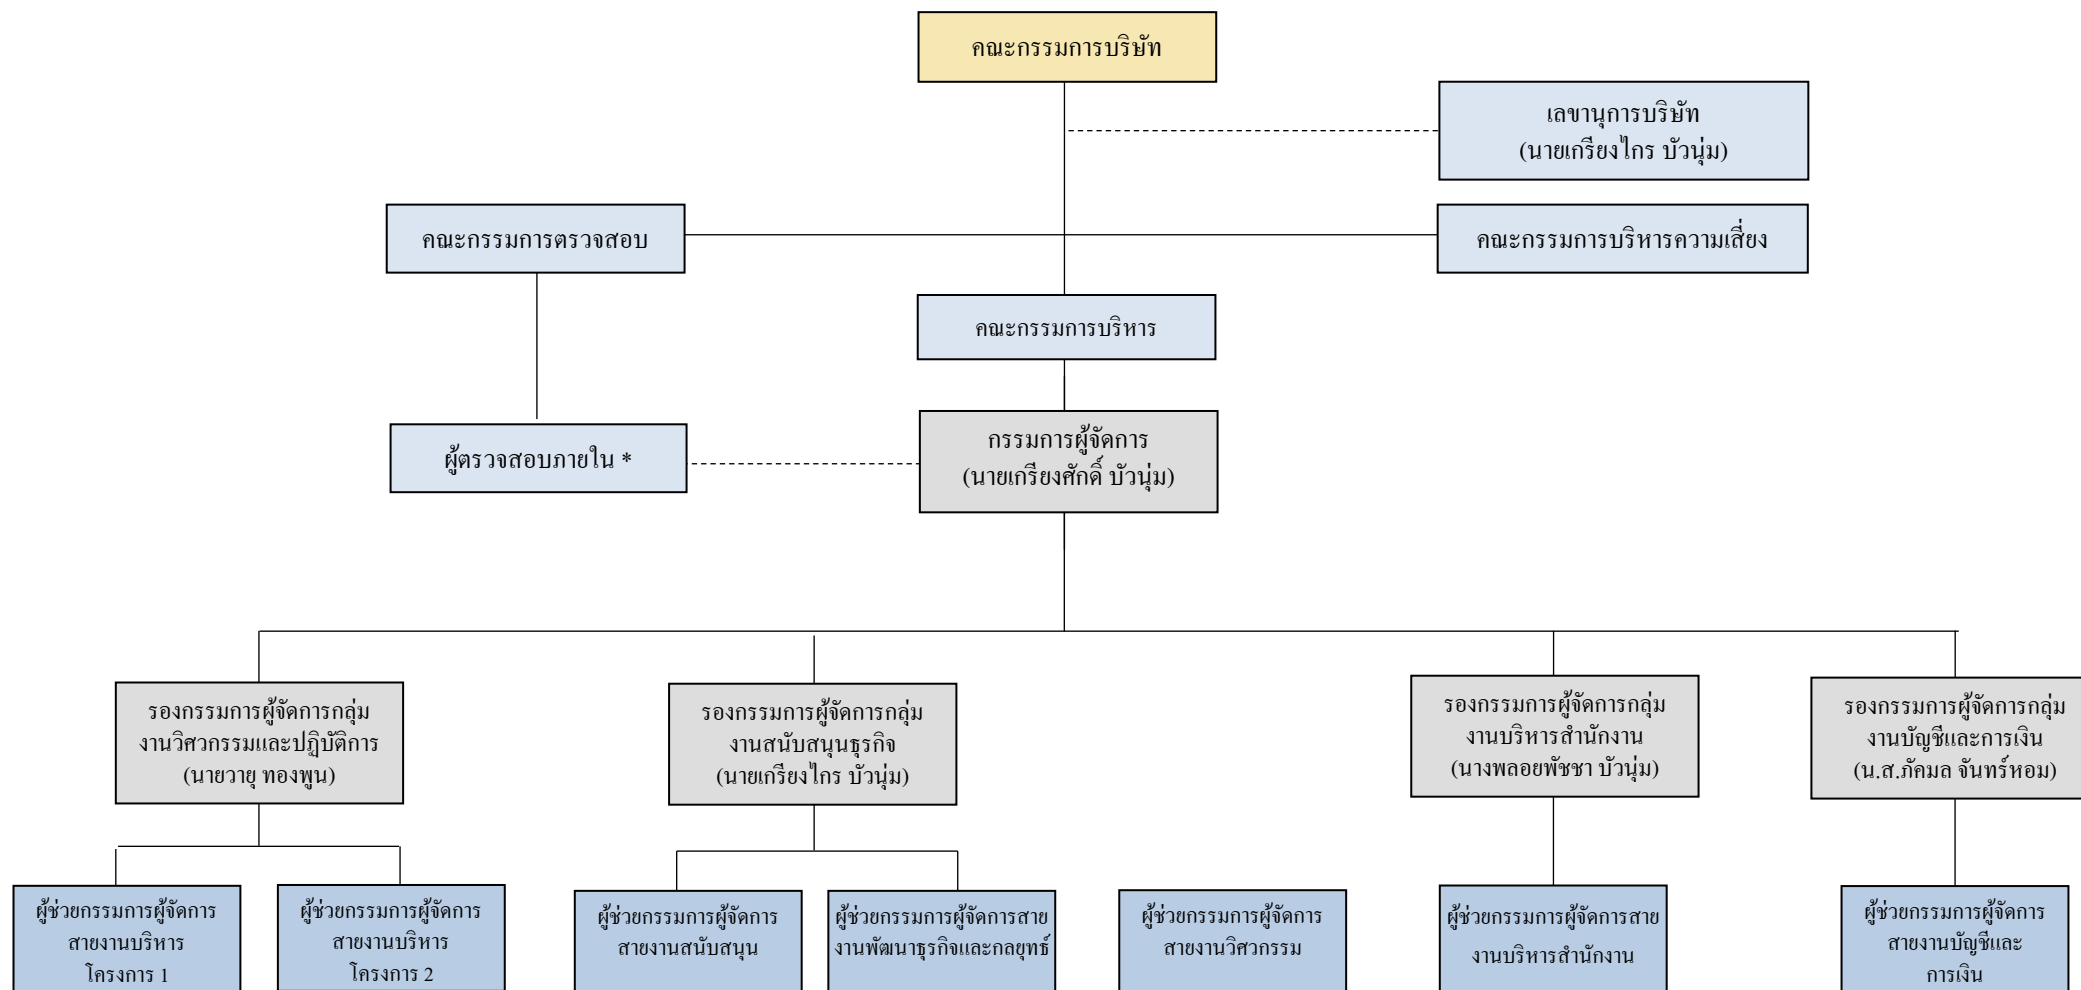 คณะกรรมการบริษัท
เลขานุการบริษัท
(นายเกรียงไกร บัวนุ่ม)
คณะกรรมการตรวจสอบ
คณะกรรมการบริหารความเสี่ยง
คณะกรรมการบริหาร
ผู้ตรวจสอบภายใน *
กรรมการผู้จัดการ
(นายเกรียงศักดิ์ บัวนุ่ม)
รองกรรมการผู้จัดการกลุ่ม
งานวิศวกรรมและปฏิบัติการ
(นายวายุ ทองพูน)
รองกรรมการผู้จัดการกลุ่ม
งานสนับสนุนธุรกิจ
(นายเกรียงไกร บัวนุ่ม)
รองกรรมการผู้จัดการกลุ่ม
งานบริหารสำนักงาน
(นางพลอยพัชชา บัวนุ่ม)
รองกรรมการผู้จัดการกลุ่ม
งานบัญชีและการเงิน
(น.ส.ภัคมล จันทร์หอม)
ผู้ช่วยกรรมการผู้จัดการ
สายงานบริหาร
โครงการ 1
ผู้ช่วยกรรมการผู้จัดการ
สายงานบริหาร
โครงการ 2
ผู้ช่วยกรรมการผู้จัดการ
สายงานสนับสนุน
ผู้ช่วยกรรมการผู้จัดการสาย
งานพัฒนาธุรกิจและกลยุทธ์
ผู้ช่วยกรรมการผู้จัดการ
สายงานวิศวกรรม
ผู้ช่วยกรรมการผู้จัดการสาย
งานบริหารสำนักงาน
ผู้ช่วยกรรมการผู้จัดการ
สายงานบัญชีและ
การเงิน